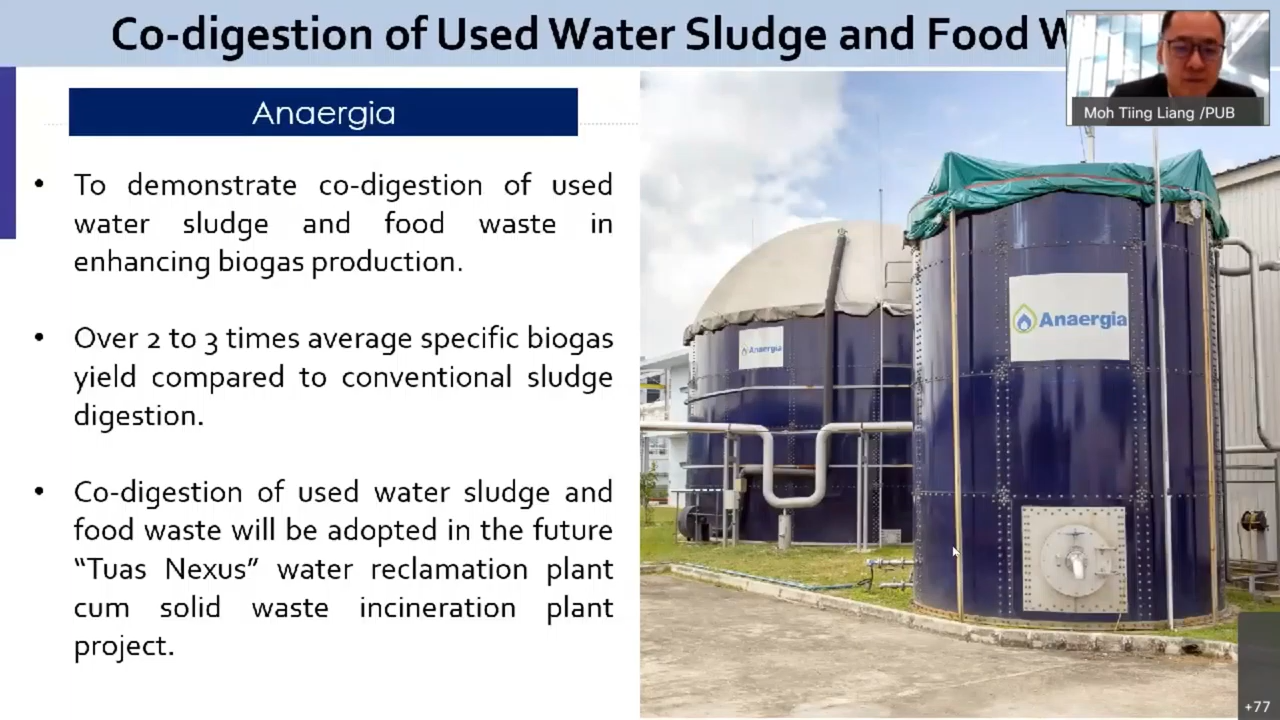 Co-digestion of Used Water Sludge and Food
Moh Tiing Liang /PUB
Anaergia
• To demonstrate co-digestion of used
water sludge and food waste in
enhancing biogas production.
• Over 2 to 3 times average specific biogas
yield compared to conventional sludge
digestion.
• Co-digestion of used water sludge and
food waste will be adopted in the future
“Tuas Nexus” water reclamation plant
cum solid waste incineration plant
project.
Anaergia
Anaergia
+77